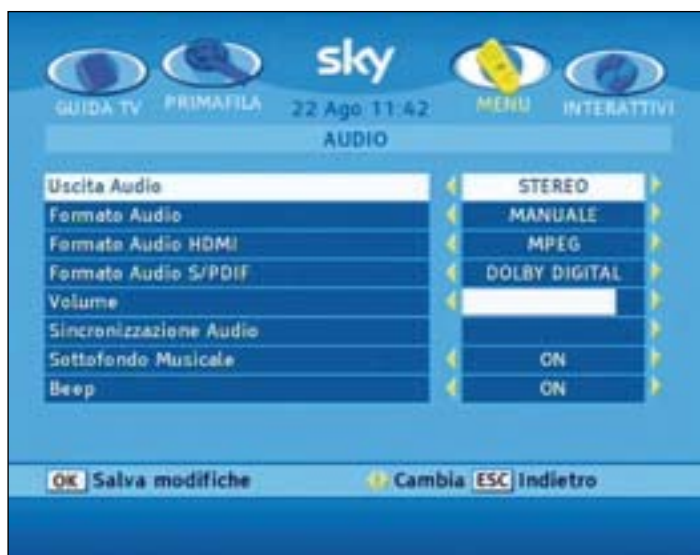 sky
GUIDA TV PRIMAFILA 22 Ago 11:42 MENU INTERATTIVI
AUDIO
Uscita Audio STEREO
Formato Audio MANUALE
Formato Audio HDMI MPEG
Formato Audio S/PDIF DOLBY DIGITAL
Volume
Sincronizzazione Audio
Sottofondo Musicale ON
Beep ON
OK Salva modifiche Cambia ESC Indietro